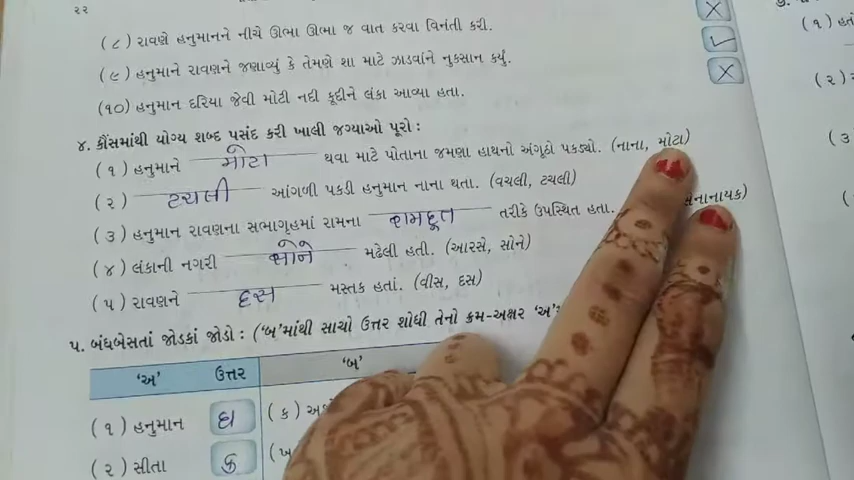 ૨૨
(૮) રાવણે હનુમાનને નીચે ઊભા ઊભા જ વાત કરવા વિનંતી કરી.
(૯) હનુમાને રાવણને જણાવ્યું કે તેમણે શા માટે ઝાડવાંને નુકસાન કર્યું.
(૧૦) હનુમાન દરિયા જેવી મોટી નદી કૂદીને લંકા આવ્યા હતા.
૪. કૌંસમાંથી યોગ્ય શબ્દ પસંદ કરી ખાલી જગ્યાઓ પૂરો :
(૧) હનુમાને મોટા થવા માટે પોતાના જમણા હાથનો અંગૂઠો પકડ્યો. (નાના, મોટા)
(૨) ટચલી આંગળી પકડી હનુમાન નાના થતા. (વચલી, ટચલી)
(૩) હનુમાન રાવણના સભાગૃહમાં રામના રામદૂત તરીકે ઉપસ્થિત હતા. સેનાનાયક)
(૪) લંકાની નગરી સોને મઢેલી હતી. (આરસે, સોને)
(૫) રાવણને દસ મસ્તક હતાં. (વીસ, દસ)
૫. બંધબેસતાં જોડકાં જોડો : ('બ'માંથી સાચો ઉત્તર શોધી તેનો ક્રમ-અક્ષર 'અ'
'અ' ઉત્તર 'બ'
(૧) હનુમાન ઘ (ક)
(૨) સીતા ક (ખ
(૧)
(૨)
(૩